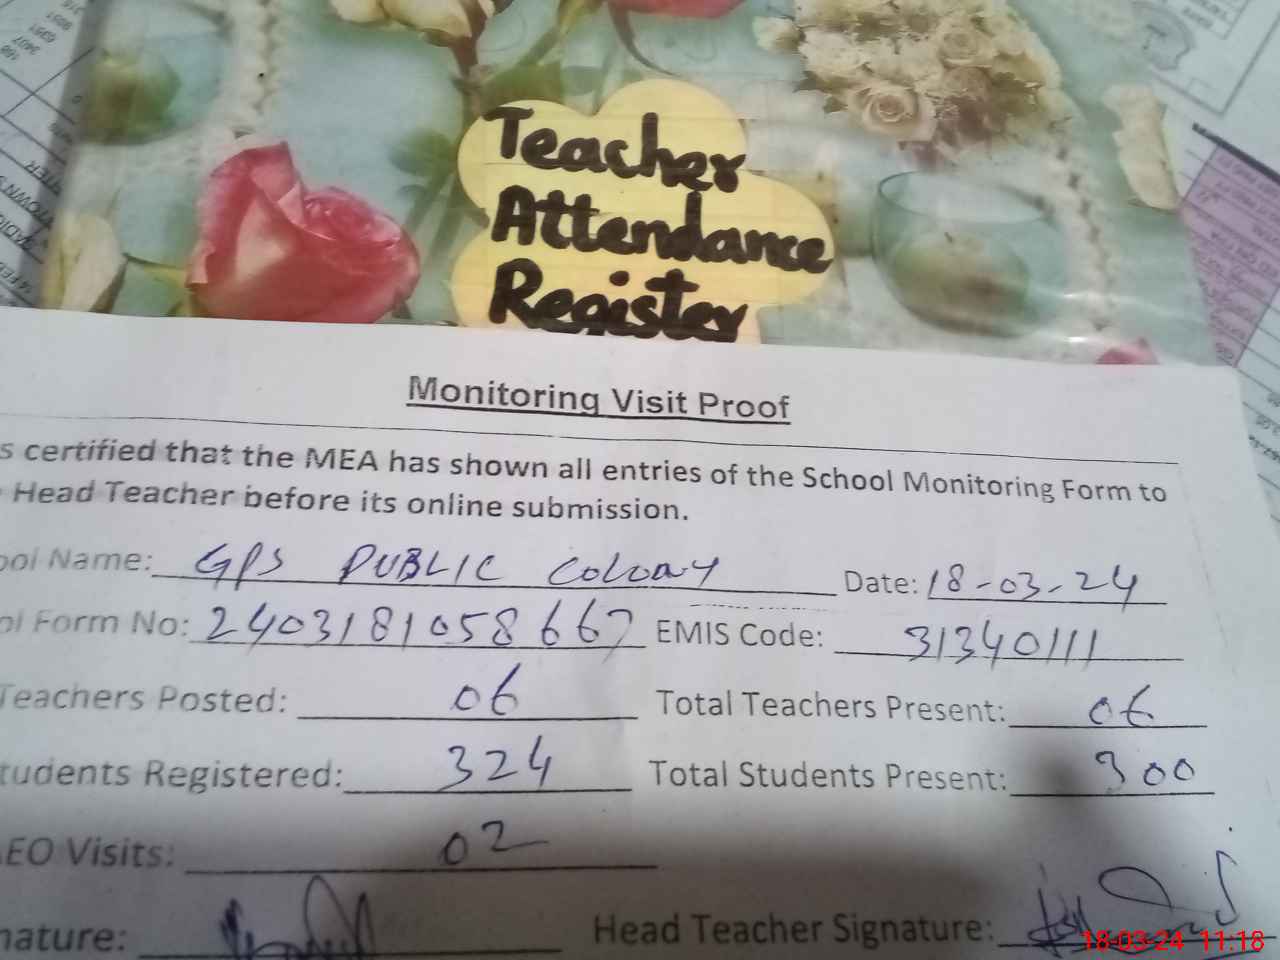 Teacher
Attendance
Register
Monitoring Visit Proof
s certified that the MEA has shown all entries of the School Monitoring Form to
Head Teacher before its online submission.
ool Name: GPS PUBLIC Colony Date: 18-03-24
ol Form No: 2403181058667 EMIS Code: 31340111
Teachers Posted: 06 Total Teachers Present: 06
tudents Registered: 324 Total Students Present: 300
EO Visits: 02
nature: Head Teacher Signature:
18-03-24 11:18